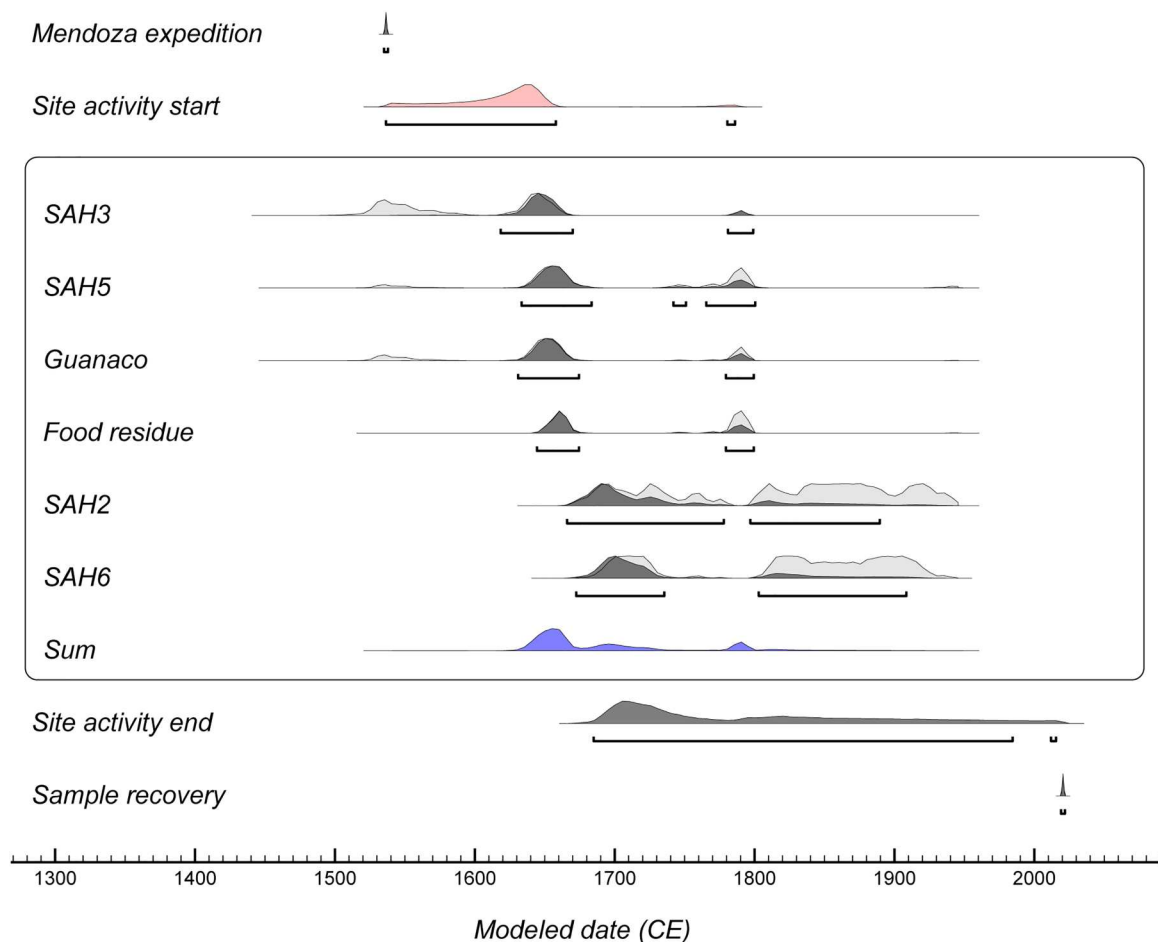 Mendoza expedition
Site activity start
SAH3
SAH5
Guanaco
Food residue
SAH2
SAH6
Sum
Site activity end
Sample recovery
1300 1400 1500 1600 1700 1800 1900 2000
Modeled date (CE)